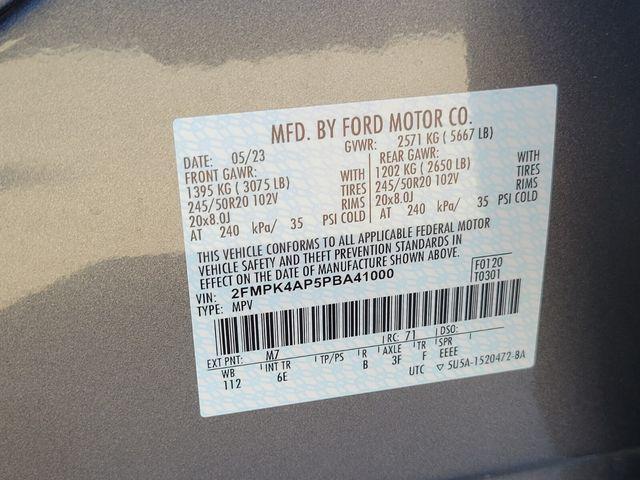 MFD. BY FORD MOTOR CO.
DATE: 05/23 GVWR: 2571 KG ( 5667 LB)
FRONT GAWR: REAR GAWR:
1395 KG ( 3075 LB) WITH 1202 KG ( 2650 LB) WITH
245/50R20 102V TIRES 245/50R20 102V TIRES
20x8.0J RIMS 20x8.0J RIMS
AT 240 kPa/ 35 PSI COLD AT 240 kPa/ 35 PSI COLD
THIS VEHICLE CONFORMS TO ALL APPLICABLE FEDERAL MOTOR
VEHICLE SAFETY AND THEFT PREVENTION STANDARDS IN
EFFECT ON THE DATE OF MANUFACTURE SHOWN ABOVE.
VIN: 2FMPK4AP5PBA41000 F0120
TYPE: MPV T0301
EXT PNT: M7 RC: 71 DSO:
WB INT TR TP/PS R AXLE TR SPR
112 6E B 3F F EEEE
UTC ▽ 5U5A-1520472-BA